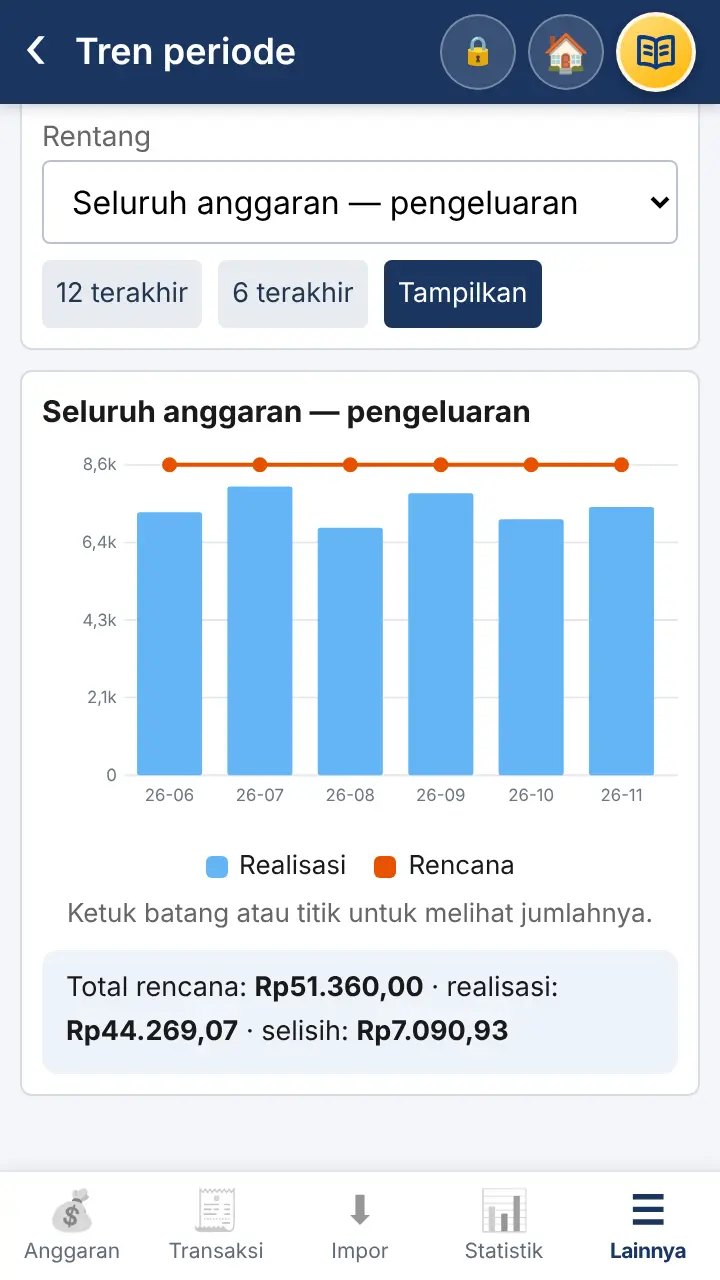 Tren periode
Rentang
Seluruh anggaran — pengeluaran
12 terakhir
6 terakhir
Tampilkan
Seluruh anggaran — pengeluaran
8,6k
6,4k
4,3k
2,1k
0
26-06
26-07
26-08
26-09
26-10
26-11
Realisasi
Rencana
Ketuk batang atau titik untuk melihat jumlahnya.
Total rencana: Rp51.360,00 · realisasi:
Rp44.269,07 · selisih: Rp7.090,93
Anggaran
Transaksi
Impor
Statistik
Lainnya